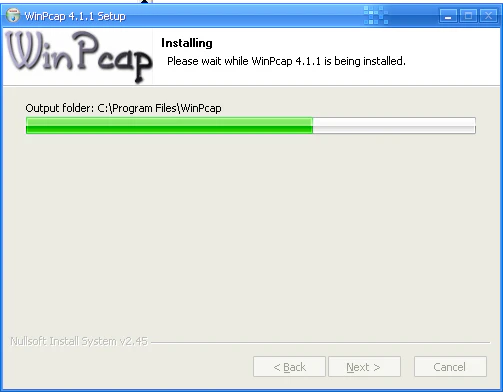 WinPcap 4.1.1 Setup
WinPcap
Installing
Please wait while WinPcap 4.1.1 is being installed.
Output folder: C:\Program Files\WinPcap
Nullsoft Install System v2.45
< Back
Next >
Cancel